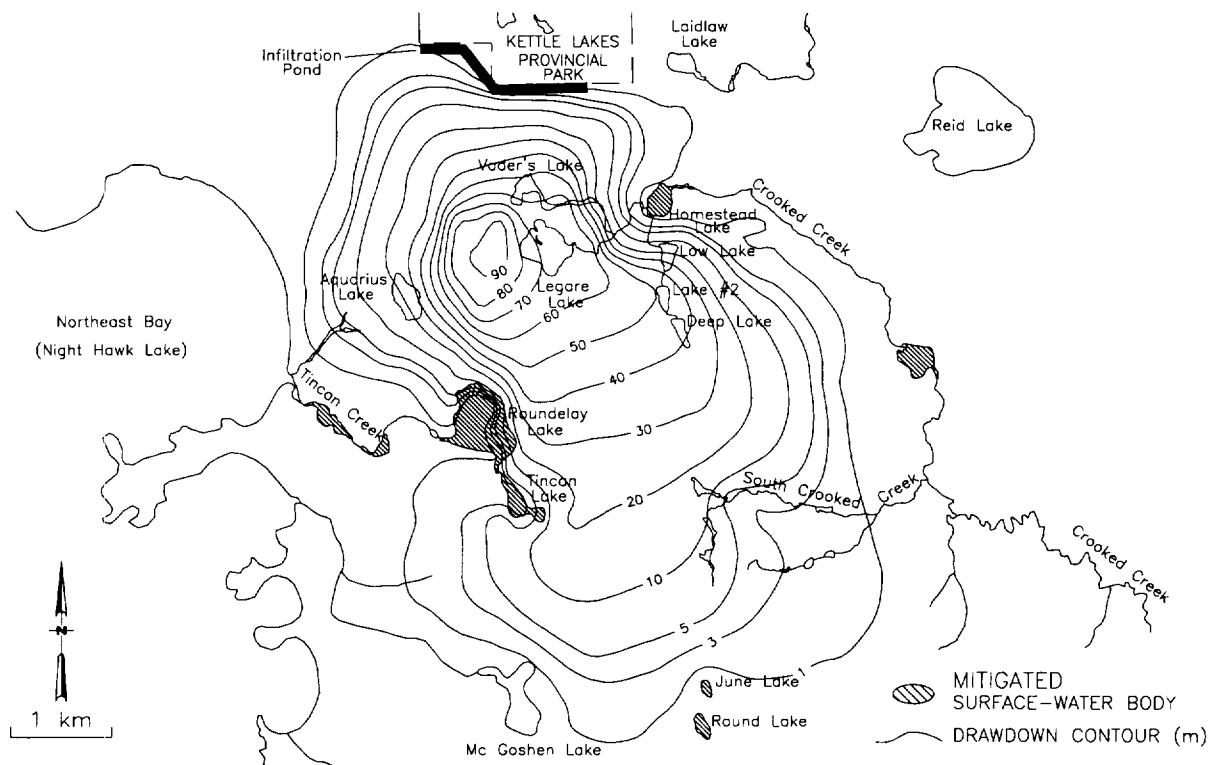 Laidlaw
Lake
Infiltration
Pond
KETTLE LAKES
PROVINCIAL
PARK
Reid Lake
Vader's Lake
Crooked Creek
Homestead
Lake
Low Lake
90
80
70
60
Legare
Lake
Aquarius
Lake
Lake #2
Deep Lake
Northeast Bay
(Night Hawk Lake)
50
40
Tincan Creek
Roundelay
Lake
30
Tincan
Lake
20
South Crooked Creek
Crooked
Creek
10
5
3
1
N
June Lake
Round Lake
Mc Goshen Lake
1 km
MITIGATED
SURFACE-WATER BODY
DRAWDOWN CONTOUR (m)